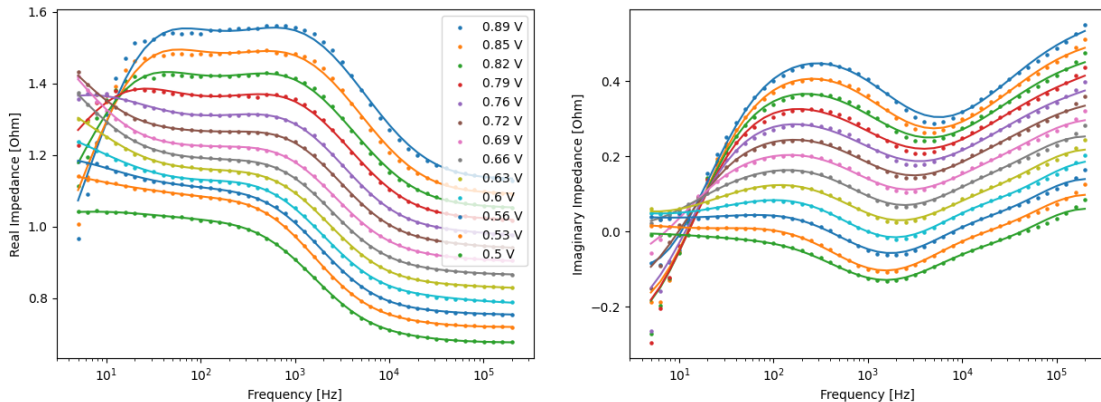 1.6
1.4
1.2
1.0
0.8
Real Impedance [Ohm]
10¹
10²
10³
10⁴
10⁵
Frequency [Hz]
0.89 V
0.85 V
0.82 V
0.79 V
0.76 V
0.72 V
0.69 V
0.66 V
0.63 V
0.6 V
0.56 V
0.53 V
0.5 V
0.4
0.2
0.0
−0.2
Imaginary Impedance [Ohm]
10¹
10²
10³
10⁴
10⁵
Frequency [Hz]